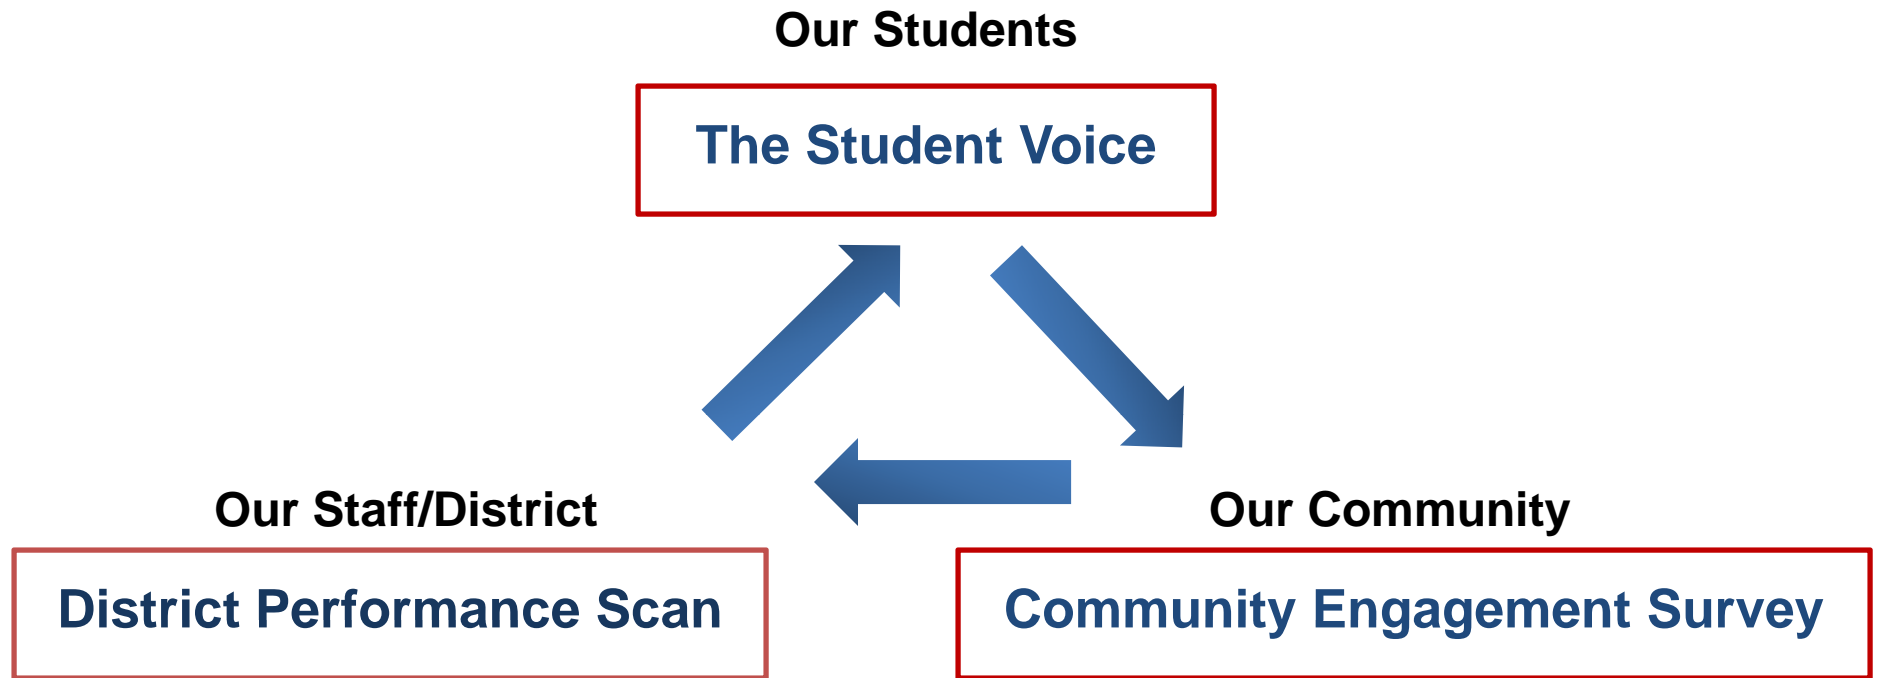 Our Students
The Student Voice
Our Staff/District
District Performance Scan
Our Community
Community Engagement Survey